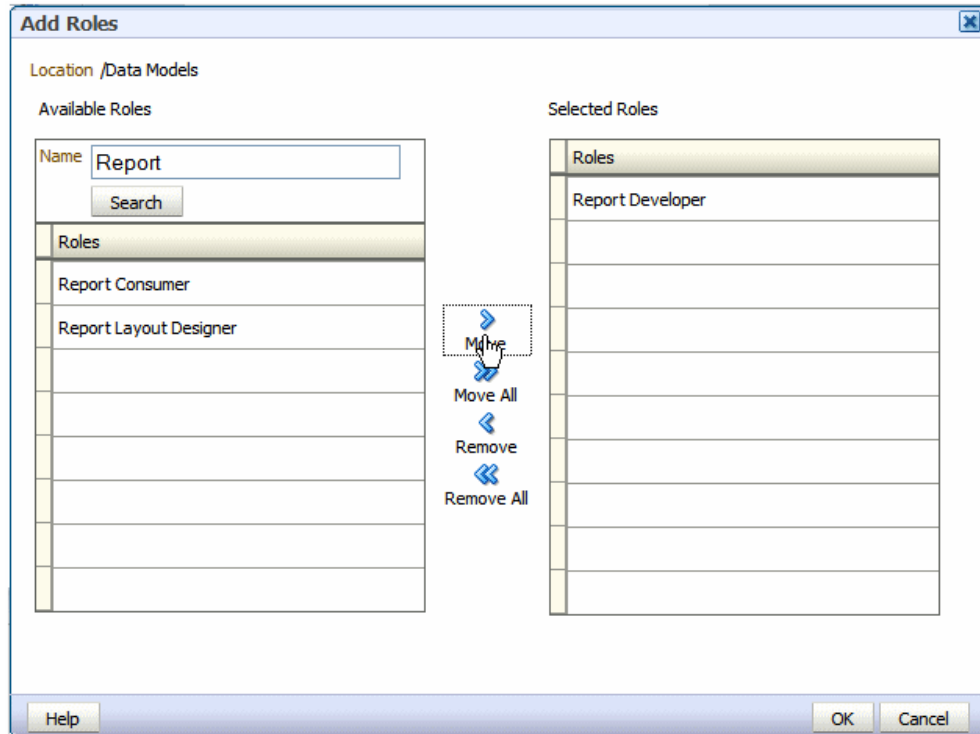 Add Roles
Location /Data Models
Available Roles
Name Report
Search
Roles
Report Consumer
Report Layout Designer
Move
Move All
Remove
Remove All
Selected Roles
Roles
Report Developer
Help
OK
Cancel